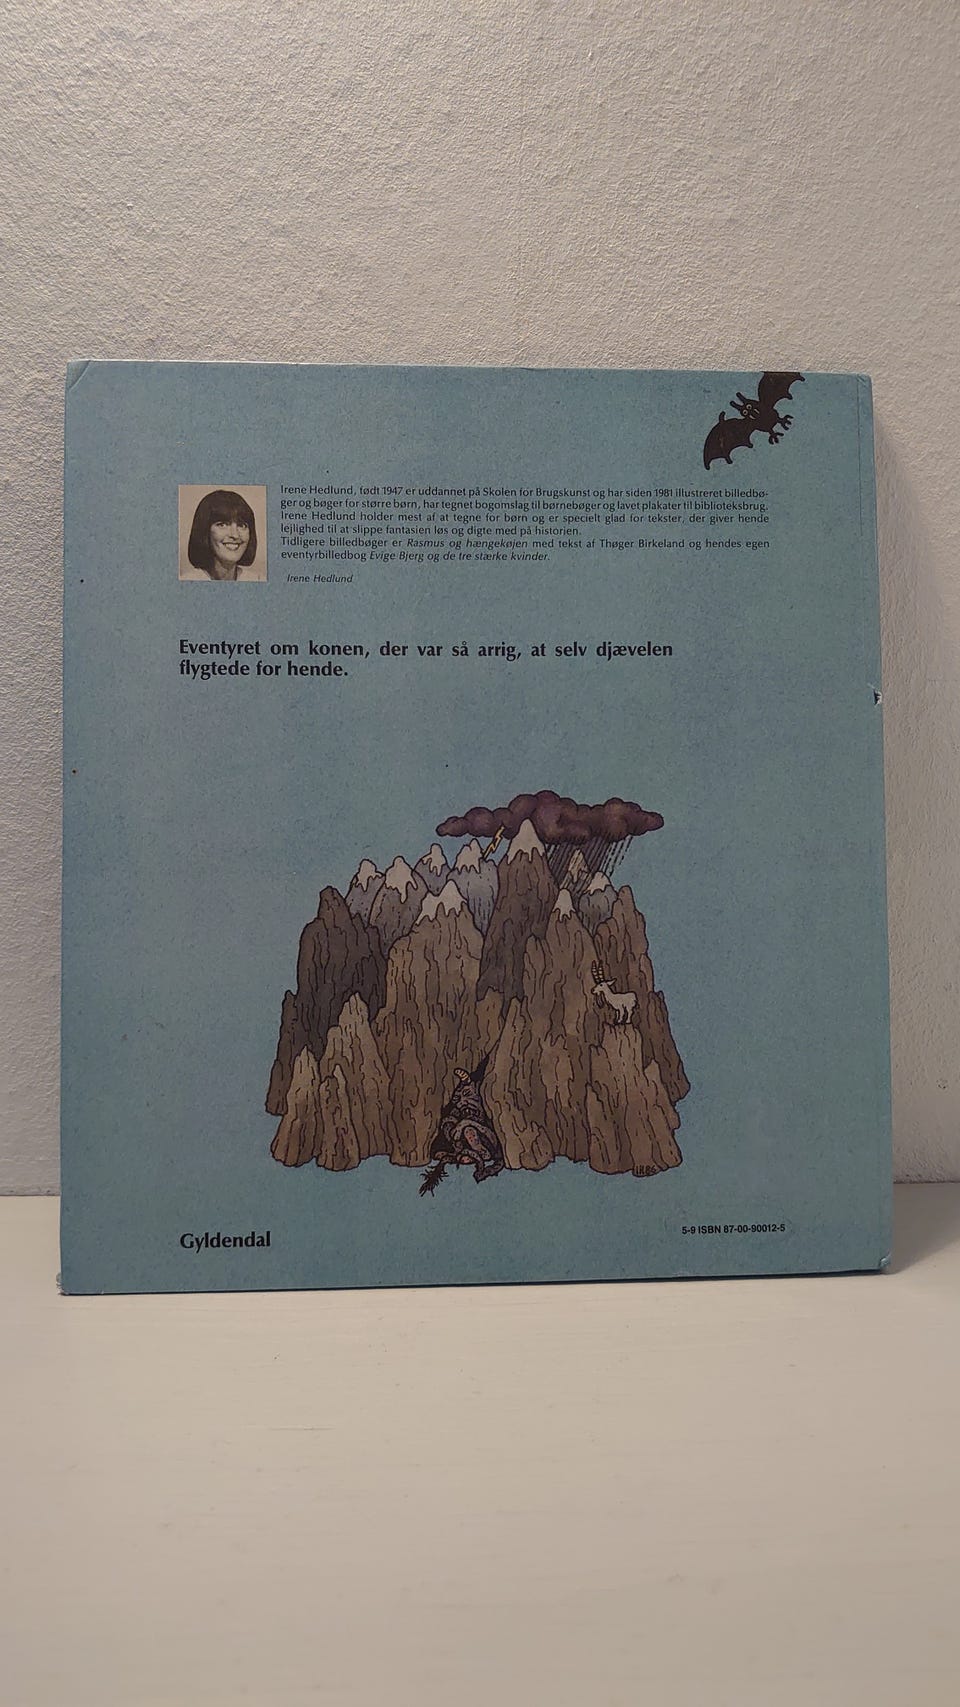 Irene Hedlund, født 1947 er uddannet på Skolen for Brugskunst og har siden 1981 illustreret billedbø-
ger og bøger for større børn, har tegnet bogomslag til børnebøger og lavet plakater til biblioteksbrug.
Irene Hedlund holder mest af at tegne for børn og er specielt glad for tekster, der giver hende
lejlighed til at slippe fantasien løs og digte med på historien.
Tidligere billedbøger er Rasmus og hængekøjen med tekst af Thøger Birkeland og hendes egen
eventyrbilledbog Evige Bjerg og de tre stærke kvinder.
Irene Hedlund
Eventyret om konen, der var så arrig, at selv djævelen
flygtede for hende.
I.H.86
Gyldendal
5-9 ISBN 87-00-90012-5